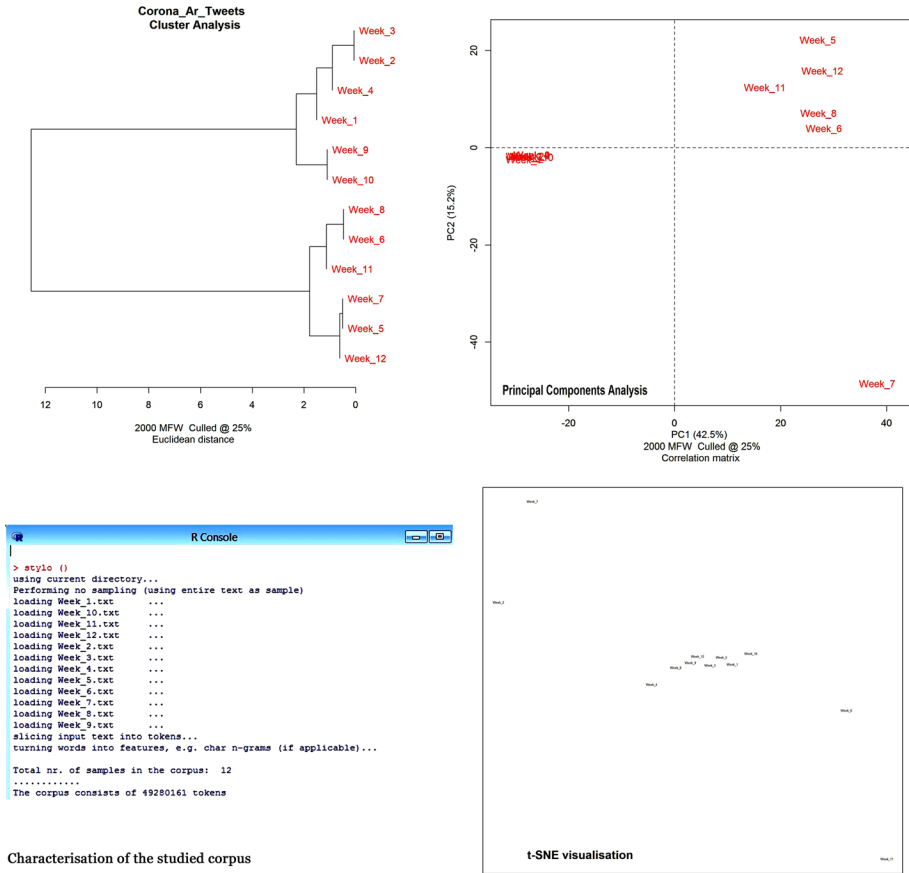 Corona_Ar_Tweets
Cluster Analysis
Week_3
Week_2
Week_4
Week_1
Week_9
Week_10
Week_8
Week_6
Week_11
Week_7
Week_5
Week_12
12 10 8 6 4 2 0
2000 MFW Culled @ 25%
Euclidean distance
20
0
-20
-40
PC2 (15.2%)
Week_5
Week_12
Week_11
Week_8
Week_6
Week_7
Principal Components Analysis
-20 0 20 40
PC1 (42.5%)
2000 MFW Culled @ 25%
Correlation matrix
R Console
> stylo ()
using current directory...
Performing no sampling (using entire text as sample)
loading Week_1.txt ...
loading Week_10.txt ...
loading Week_11.txt ...
loading Week_12.txt ...
loading Week_2.txt ...
loading Week_3.txt ...
loading Week_4.txt ...
loading Week_5.txt ...
loading Week_6.txt ...
loading Week_7.txt ...
loading Week_8.txt ...
loading Week_9.txt ...
slicing input text into tokens...
turning words into features, e.g. char n-grams (if applicable)...
Total nr. of samples in the corpus: 12
............
The corpus consists of 49280161 tokens
Characterisation of the studied corpus
t-SNE visualisation